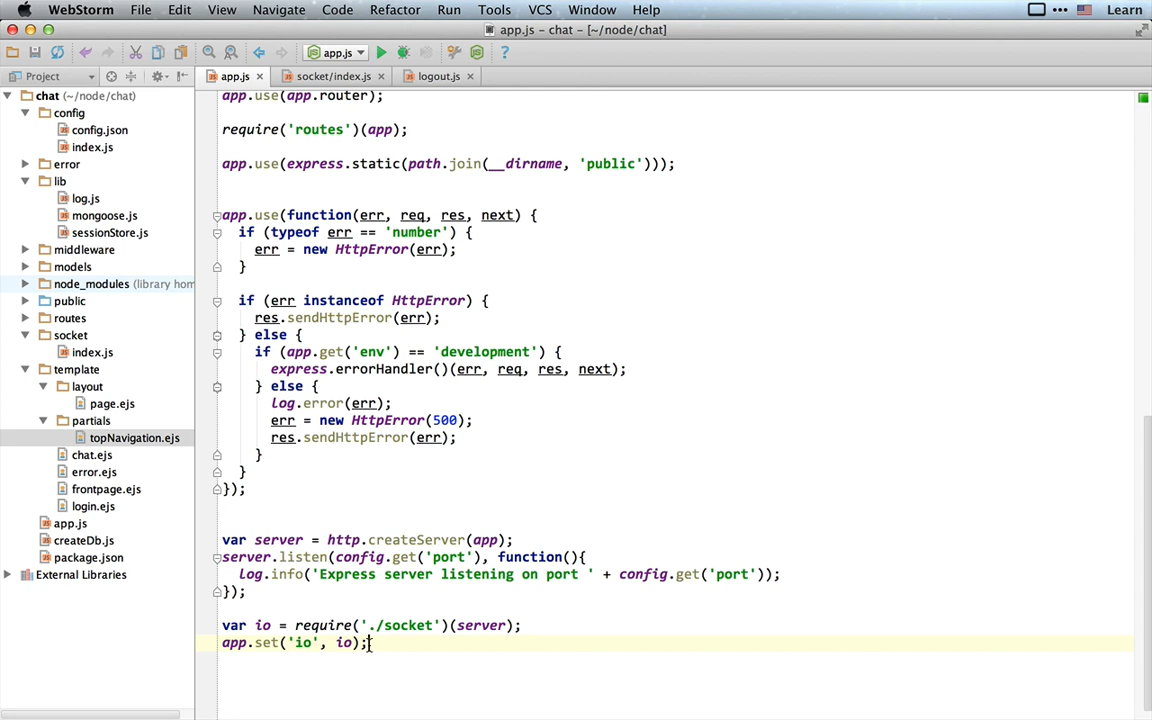 WebStorm File Edit View Navigate Code Refactor Run Tools VCS Window Help Learn
app.js – chat – [~/node/chat]
app.js
Project app.js socket/index.js logout.js
chat (~/node/chat)
config
config.json
index.js
error
lib
log.js
mongoose.js
sessionStore.js
middleware
models
node_modules (library hom
public
routes
socket
index.js
template
layout
page.ejs
partials
topNavigation.ejs
chat.ejs
error.ejs
frontpage.ejs
login.ejs
app.js
createDb.js
package.json
External Libraries
app.use(app.router);
require('routes')(app);
app.use(express.static(path.join(__dirname, 'public')));
app.use(function(err, req, res, next) {
if (typeof err == 'number') {
err = new HttpError(err);
}
if (err instanceof HttpError) {
res.sendHttpError(err);
} else {
if (app.get('env') == 'development') {
express.errorHandler()(err, req, res, next);
} else {
log.error(err);
err = new HttpError(500);
res.sendHttpError(err);
}
}
});
var server = http.createServer(app);
server.listen(config.get('port'), function(){
log.info('Express server listening on port ' + config.get('port'));
});
var io = require('./socket')(server);
app.set('io', io);